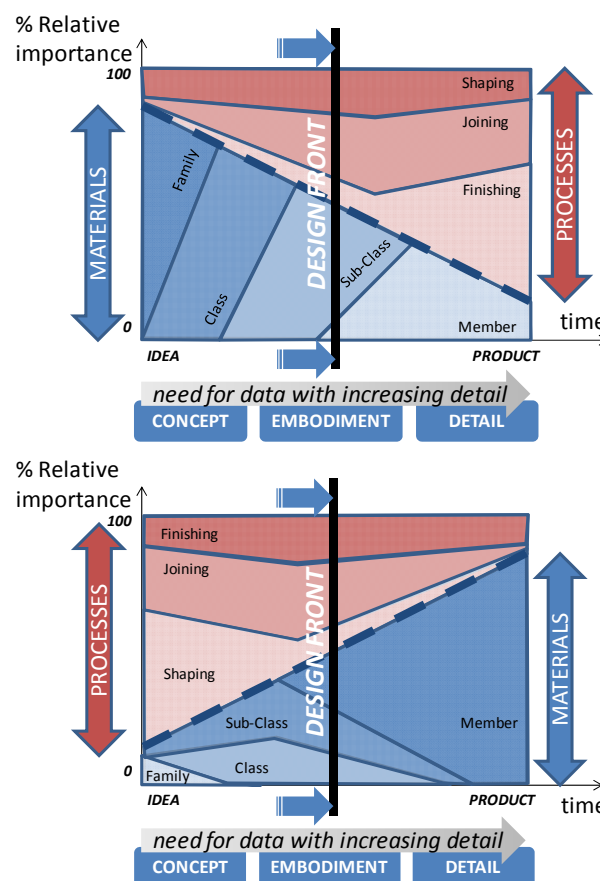 % Relative
importance
100
Shaping
Joining
Family
Finishing
MATERIALS
PROCESSES
DESIGN FRONT
Sub-Class
Class
Member
0
time
IDEA
PRODUCT
need for data with increasing detail
CONCEPT
EMBODIMENT
DETAIL
% Relative
importance
100
Finishing
Joining
PROCESSES
DESIGN FRONT
MATERIALS
Shaping
Sub-Class
Member
Class
0
Family
time
IDEA
PRODUCT
need for data with increasing detail
CONCEPT
EMBODIMENT
DETAIL